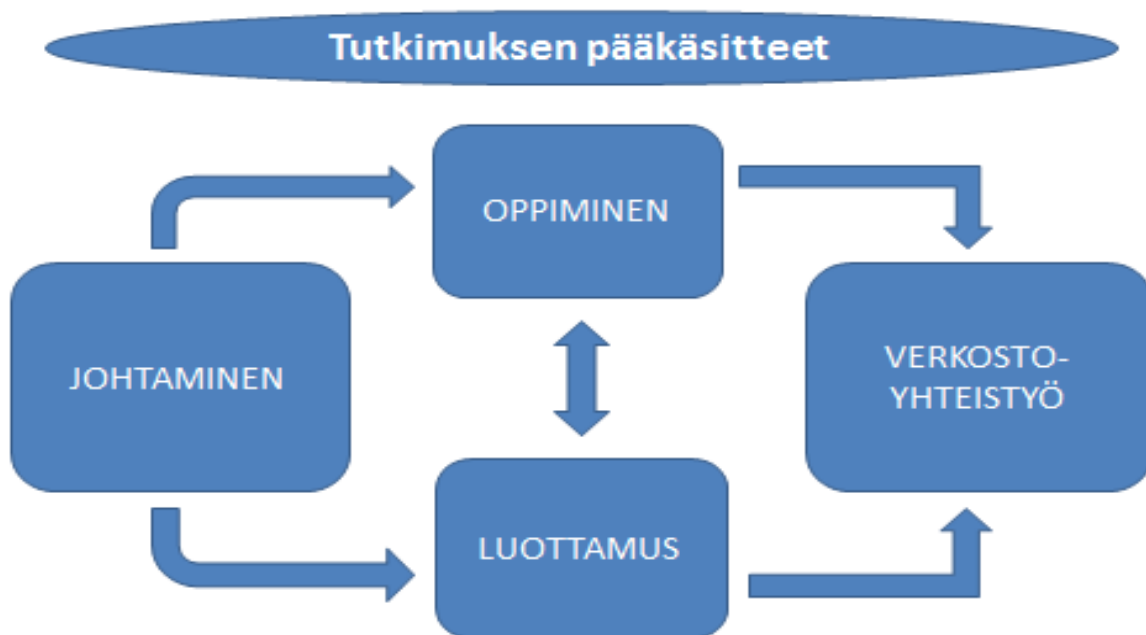 Tutkimuksen pääkäsitteet
OPPIMINEN
JOHTAMINEN
VERKOSTO-
YHTEISTYÖ
LUOTTAMUS